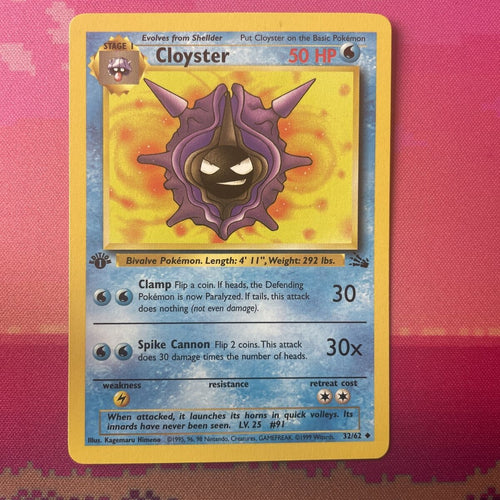 Evolves from Shellder Put Cloyster on the Basic Pokémon
STAGE 1
Cloyster 50 HP
EDITION
1
Bivalve Pokémon. Length: 4' 11", Weight: 292 lbs.
Clamp Flip a coin. If heads, the Defending
Pokémon is now Paralyzed. If tails, this attack
does nothing (not even damage).
30
Spike Cannon Flip 2 coins. This attack
does 30 damage times the number of heads.
30x
weakness resistance retreat cost
When attacked, it launches its horns in quick volleys. Its
innards have never been seen. LV. 25 #91
Illus. Kagemaru Himeno ©1995, 96, 98 Nintendo, Creatures, GAMEFREAK. ©1999 Wizards. 32/62